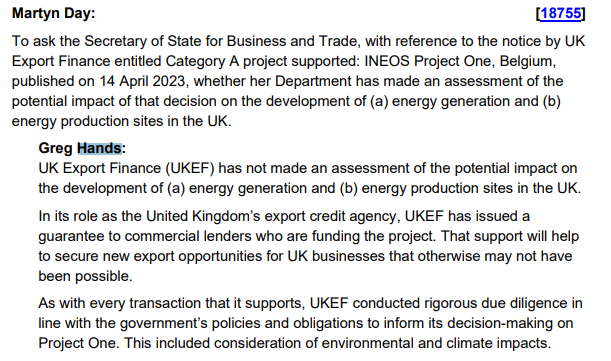 Martyn Day: [18755]
To ask the Secretary of State for Business and Trade, with reference to the notice by UK
Export Finance entitled Category A project supported: INEOS Project One, Belgium,
published on 14 April 2023, whether her Department has made an assessment of the
potential impact of that decision on the development of (a) energy generation and (b)
energy production sites in the UK.
Greg Hands:
UK Export Finance (UKEF) has not made an assessment of the potential impact on
the development of (a) energy generation and (b) energy production sites in the UK.
In its role as the United Kingdom’s export credit agency, UKEF has issued a
guarantee to commercial lenders who are funding the project. That support will help
to secure new export opportunities for UK businesses that otherwise may not have
been possible.
As with every transaction that it supports, UKEF conducted rigorous due diligence in
line with the government’s policies and obligations to inform its decision-making on
Project One. This included consideration of environmental and climate impacts.